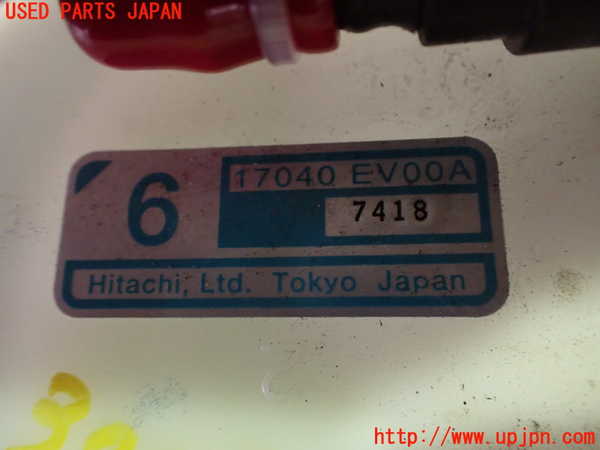 USED PARTS JAPAN
6
17040 EV00A
7418
Hitachi, Ltd. Tokyo Japan
http://www.upjpn.com/